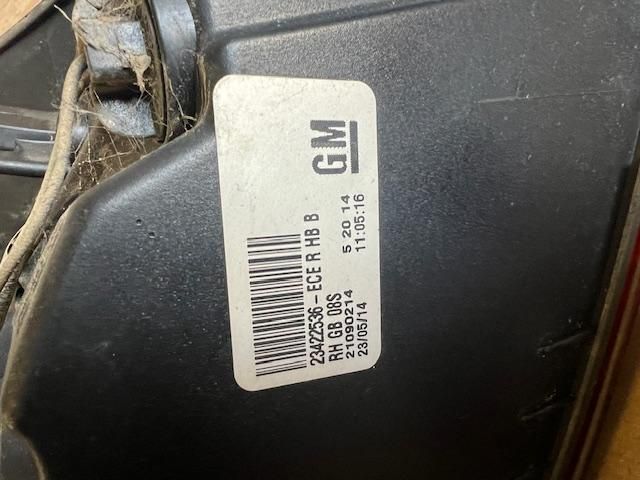 GM
23422536-ECE R HB B
RH GB 08S
21090214 5 20 14
23/05/14 11:05:16